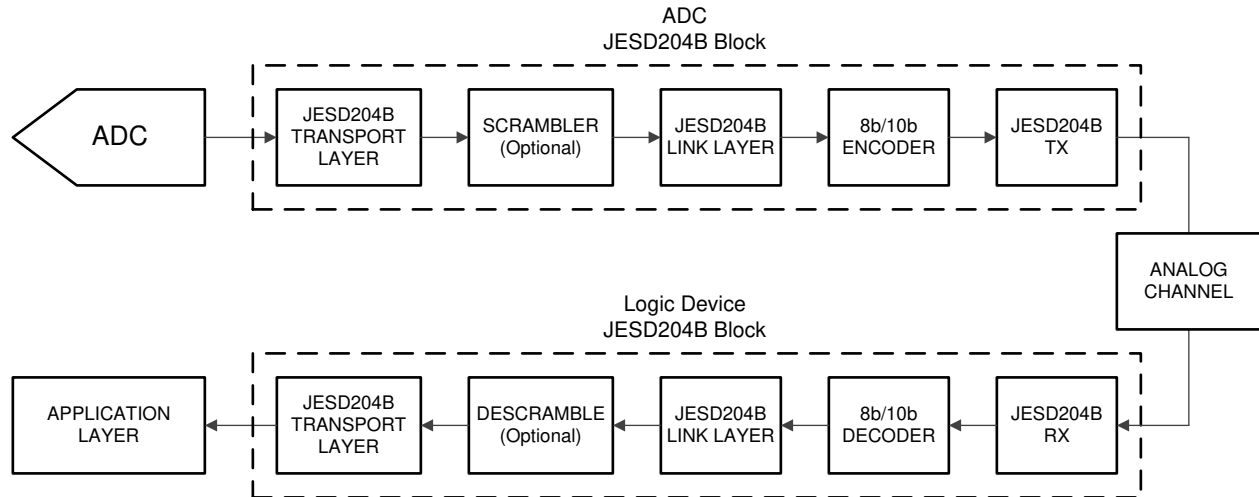 ADC
JESD204B Block
ADC
JESD204B
TRANSPORT
LAYER
SCRAMBLER
(Optional)
JESD204B
LINK LAYER
8b/10b
ENCODER
JESD204B
TX
ANALOG
CHANNEL
Logic Device
JESD204B Block
APPLICATION
LAYER
JESD204B
TRANSPORT
LAYER
DESCRAMBLE
(Optional)
JESD204B
LINK LAYER
8b/10b
DECODER
JESD204B
RX